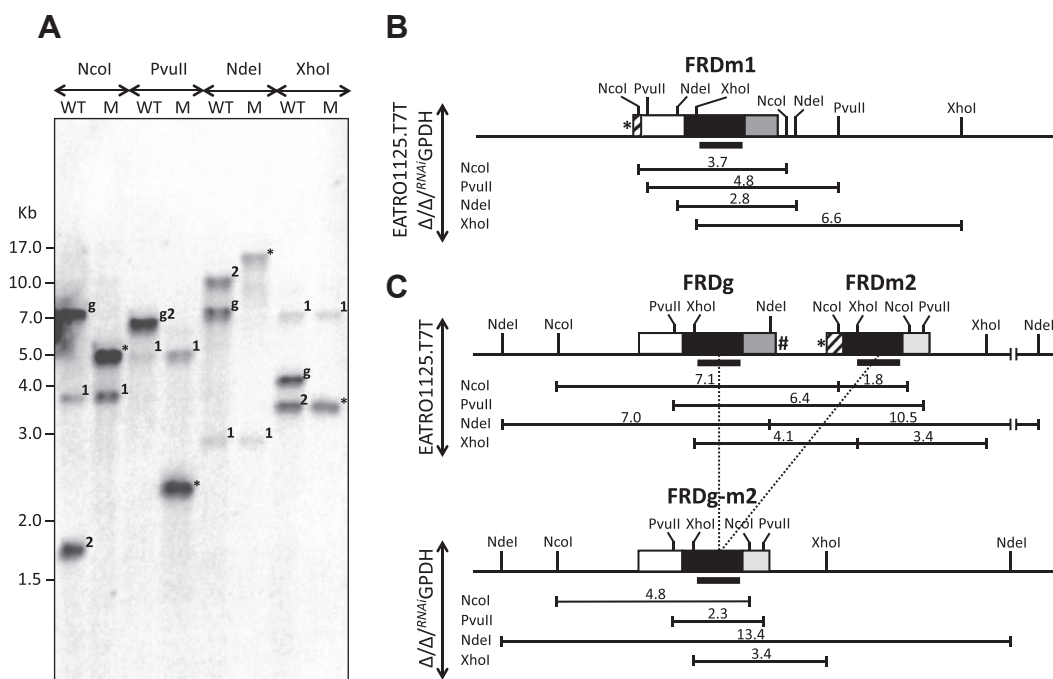 A
NcoI PvuII NdeI XhoI
WT M WT M WT M WT M
Kb
17.0
10.0
7.0
5.0
4.0
3.0
2.0
1.5
g
*
1
1
2
g2
1
1
*
2
g
1
*
1
1
1
g
2
*
B
FRDm1
NcoI PvuII NdeI XhoI NcoI NdeI PvuII XhoI
*
EATRO1125.T7T
Δ/Δ/RNAiGPDH
NcoI 3.7
PvuII 4.8
NdeI 2.8
XhoI 6.6
C
FRDg FRDm2
NdeI NcoI PvuII XhoI NdeI NcoI XhoI NcoI PvuII XhoI NdeI
# *
EATRO1125.T7T
NcoI 7.1 1.8
PvuII 6.4
NdeI 7.0 10.5
XhoI 4.1 3.4
FRDg-m2
NdeI NcoI PvuII XhoI NcoI PvuII XhoI NdeI
Δ/Δ/RNAiGPDH
NcoI 4.8
PvuII 2.3
NdeI 13.4
XhoI 3.4